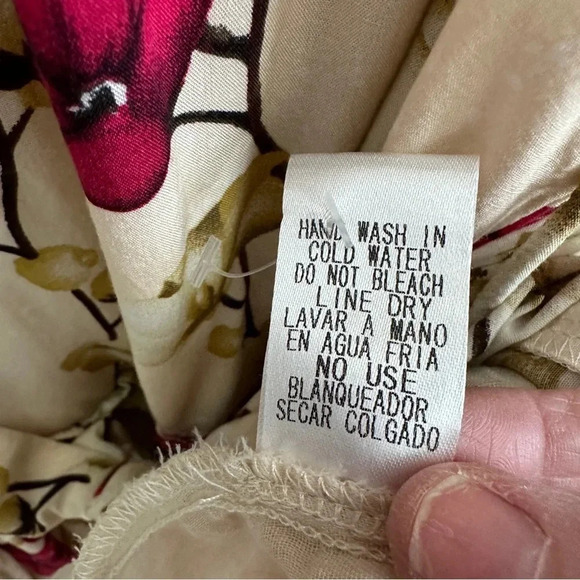 HAND WASH IN
COLD WATER
DO NOT BLEACH
LINE DRY
LAVAR A MANO
EN AGUA FRIA
NO USE
BLANQUEADOR
SECAR COLGADO